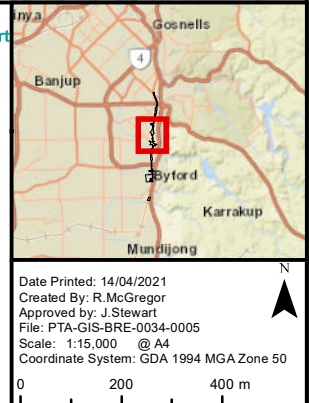 inya
Gosnells
rt
4
Banjup
Byford
Karrakup
Mundijong
Date Printed: 14/04/2021
Created By: R.McGregor
Approved by: J.Stewart
File: PTA-GIS-BRE-0034-0005
Scale: 1:15,000 @ A4
Coordinate System: GDA 1994 MGA Zone 50
N
0 200 400 m